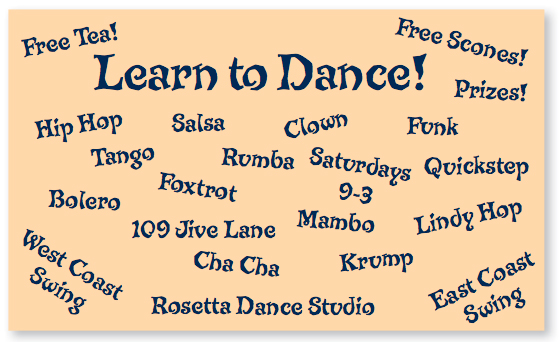 Free Tea!
Free Scones!
Learn to Dance!
Prizes!
Hip Hop
Salsa
Clown
Funk
Tango
Rumba
Saturdays
9-3
Quickstep
Foxtrot
Bolero
109 Jive Lane
Mambo
Lindy Hop
West Coast
Swing
Cha Cha
Krump
East Coast
Swing
Rosetta Dance Studio